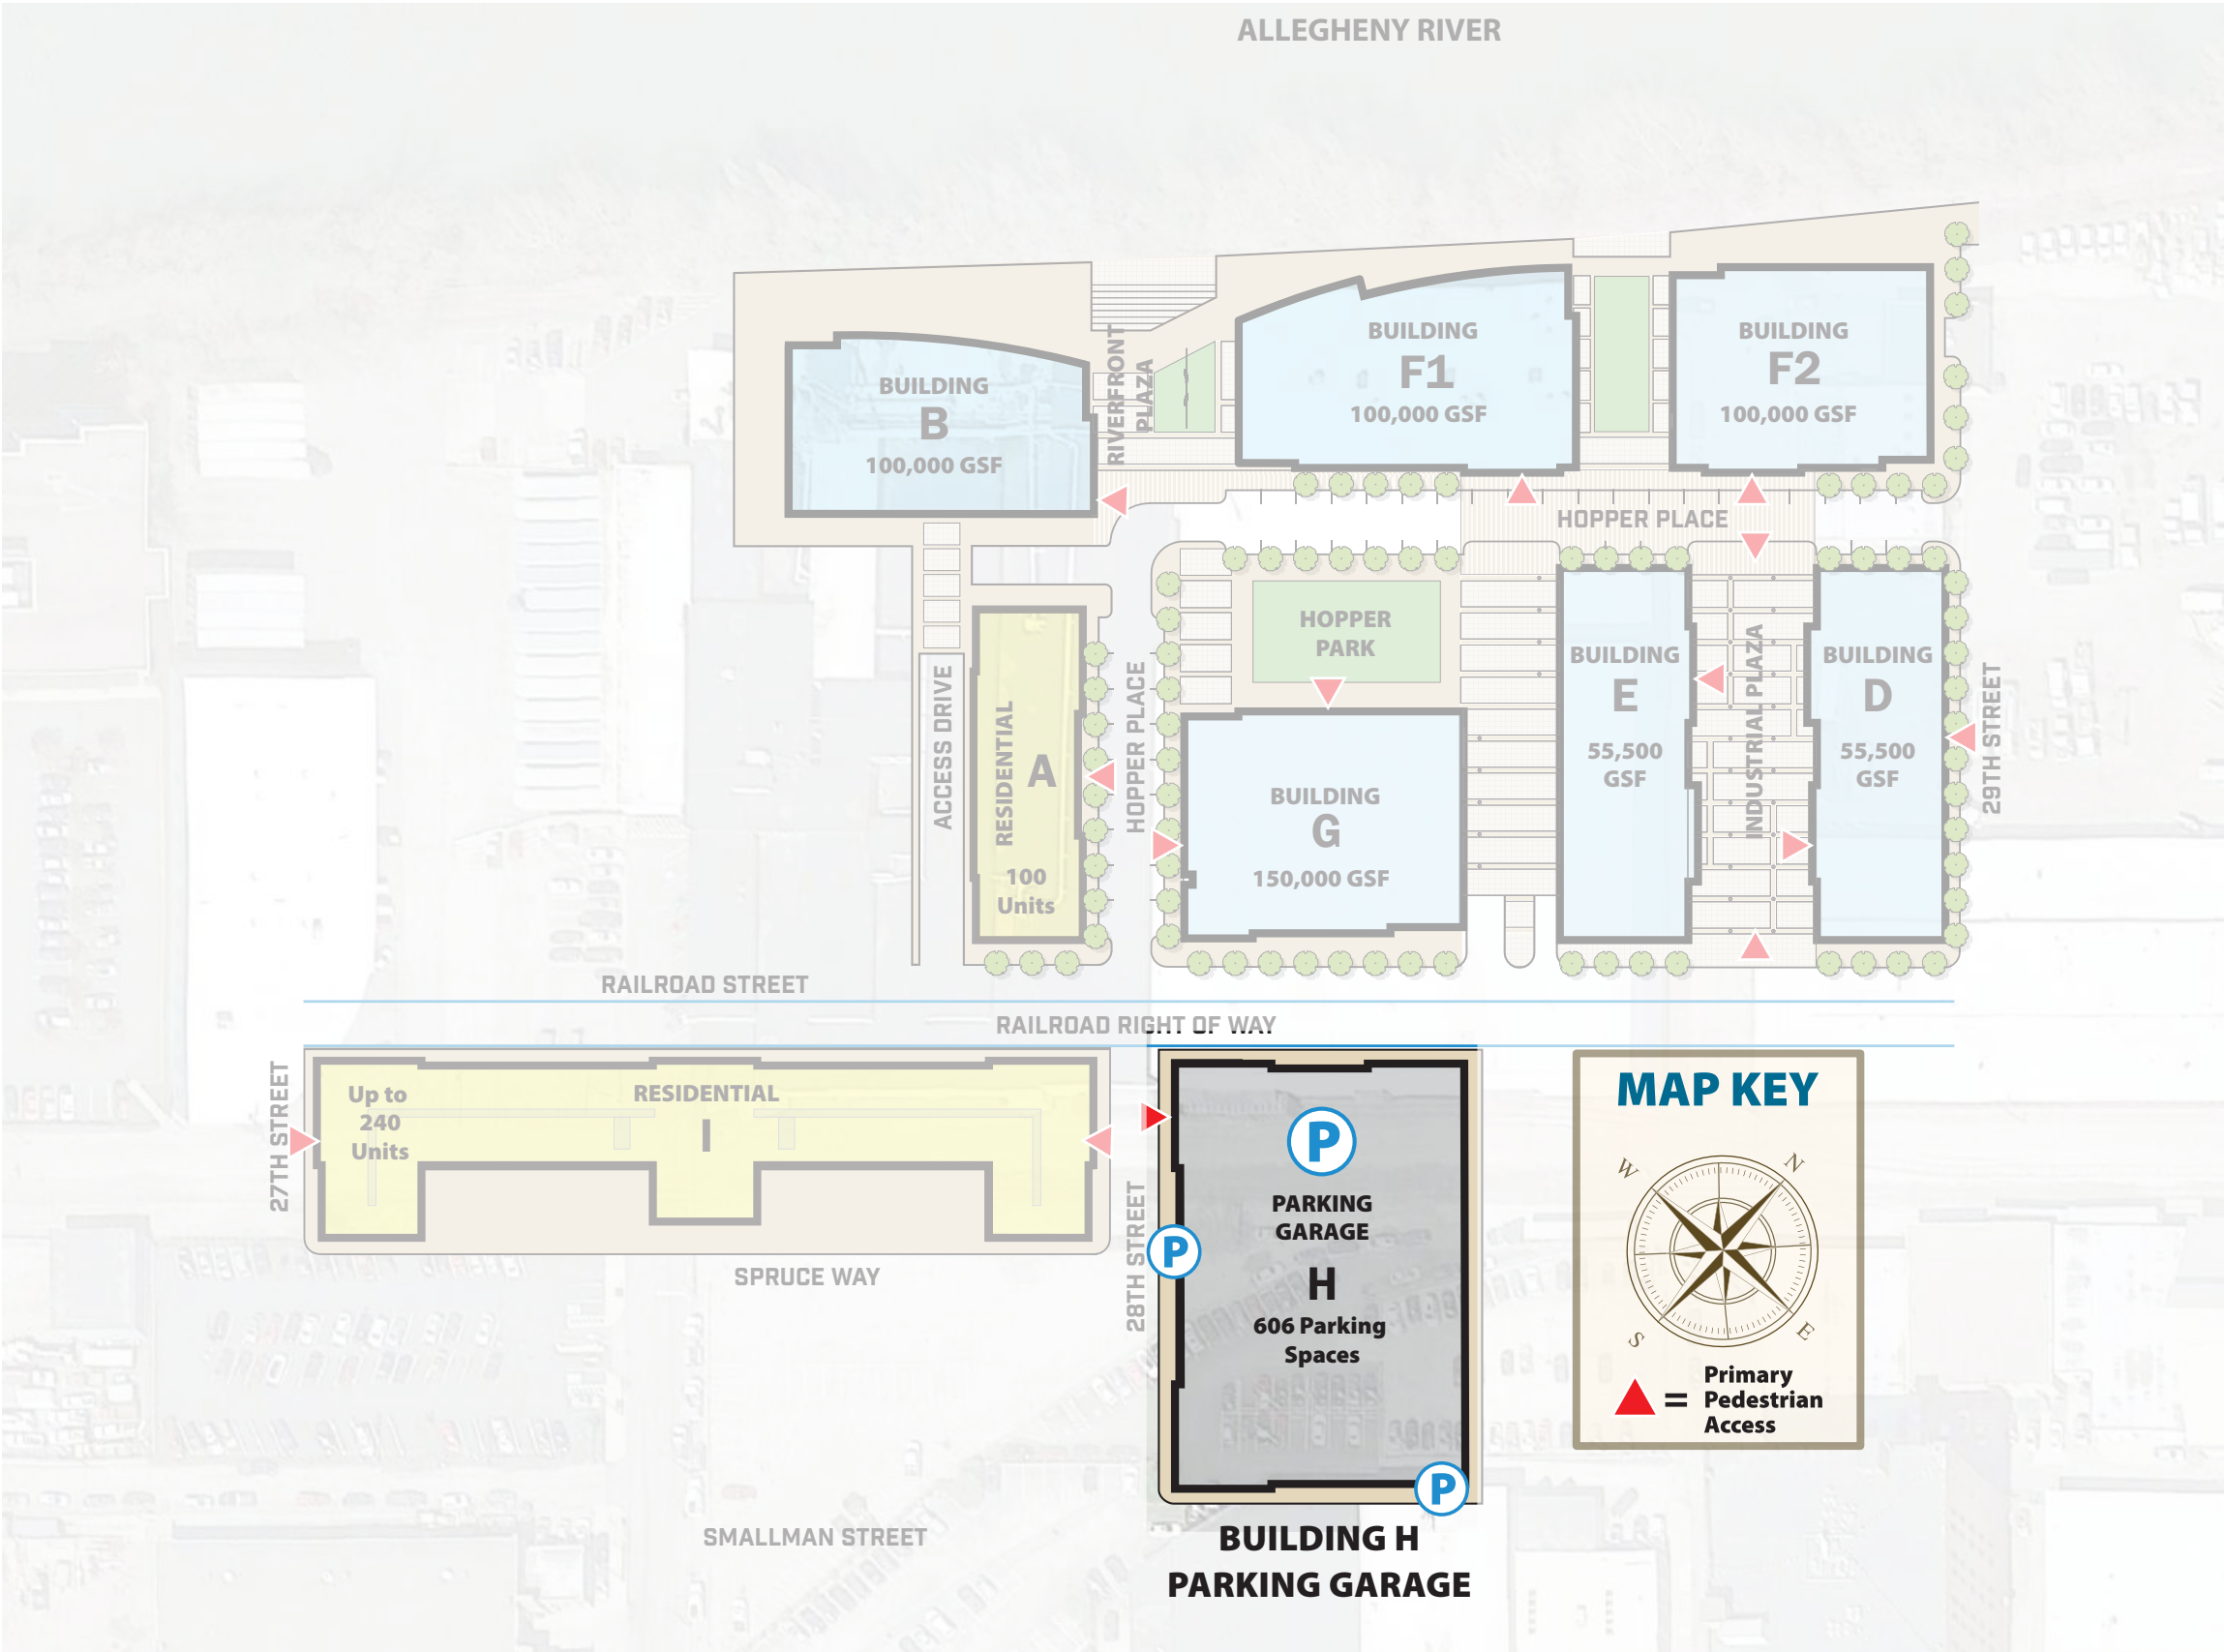 ALLEGHENY RIVER
BUILDING
B
100,000 GSF
RIVERFRONT
PLAZA
BUILDING
F1
100,000 GSF
BUILDING
F2
100,000 GSF
HOPPER PLACE
HOPPER
PARK
ACCESS DRIVE
RESIDENTIAL
A
100
Units
HOPPER PLACE
BUILDING
G
150,000 GSF
BUILDING
E
55,500
GSF
INDUSTRIAL PLAZA
BUILDING
D
55,500
GSF
29TH STREET
RAILROAD STREET
RAILROAD RIGHT OF WAY
27TH STREET
Up to
240
Units
RESIDENTIAL
I
28TH STREET
SPRUCE WAY
SMALLMAN STREET
P
PARKING
GARAGE
H
606 Parking
Spaces
P
P
BUILDING H
PARKING GARAGE
MAP KEY
W
N
S
E
=
Primary
Pedestrian
Access